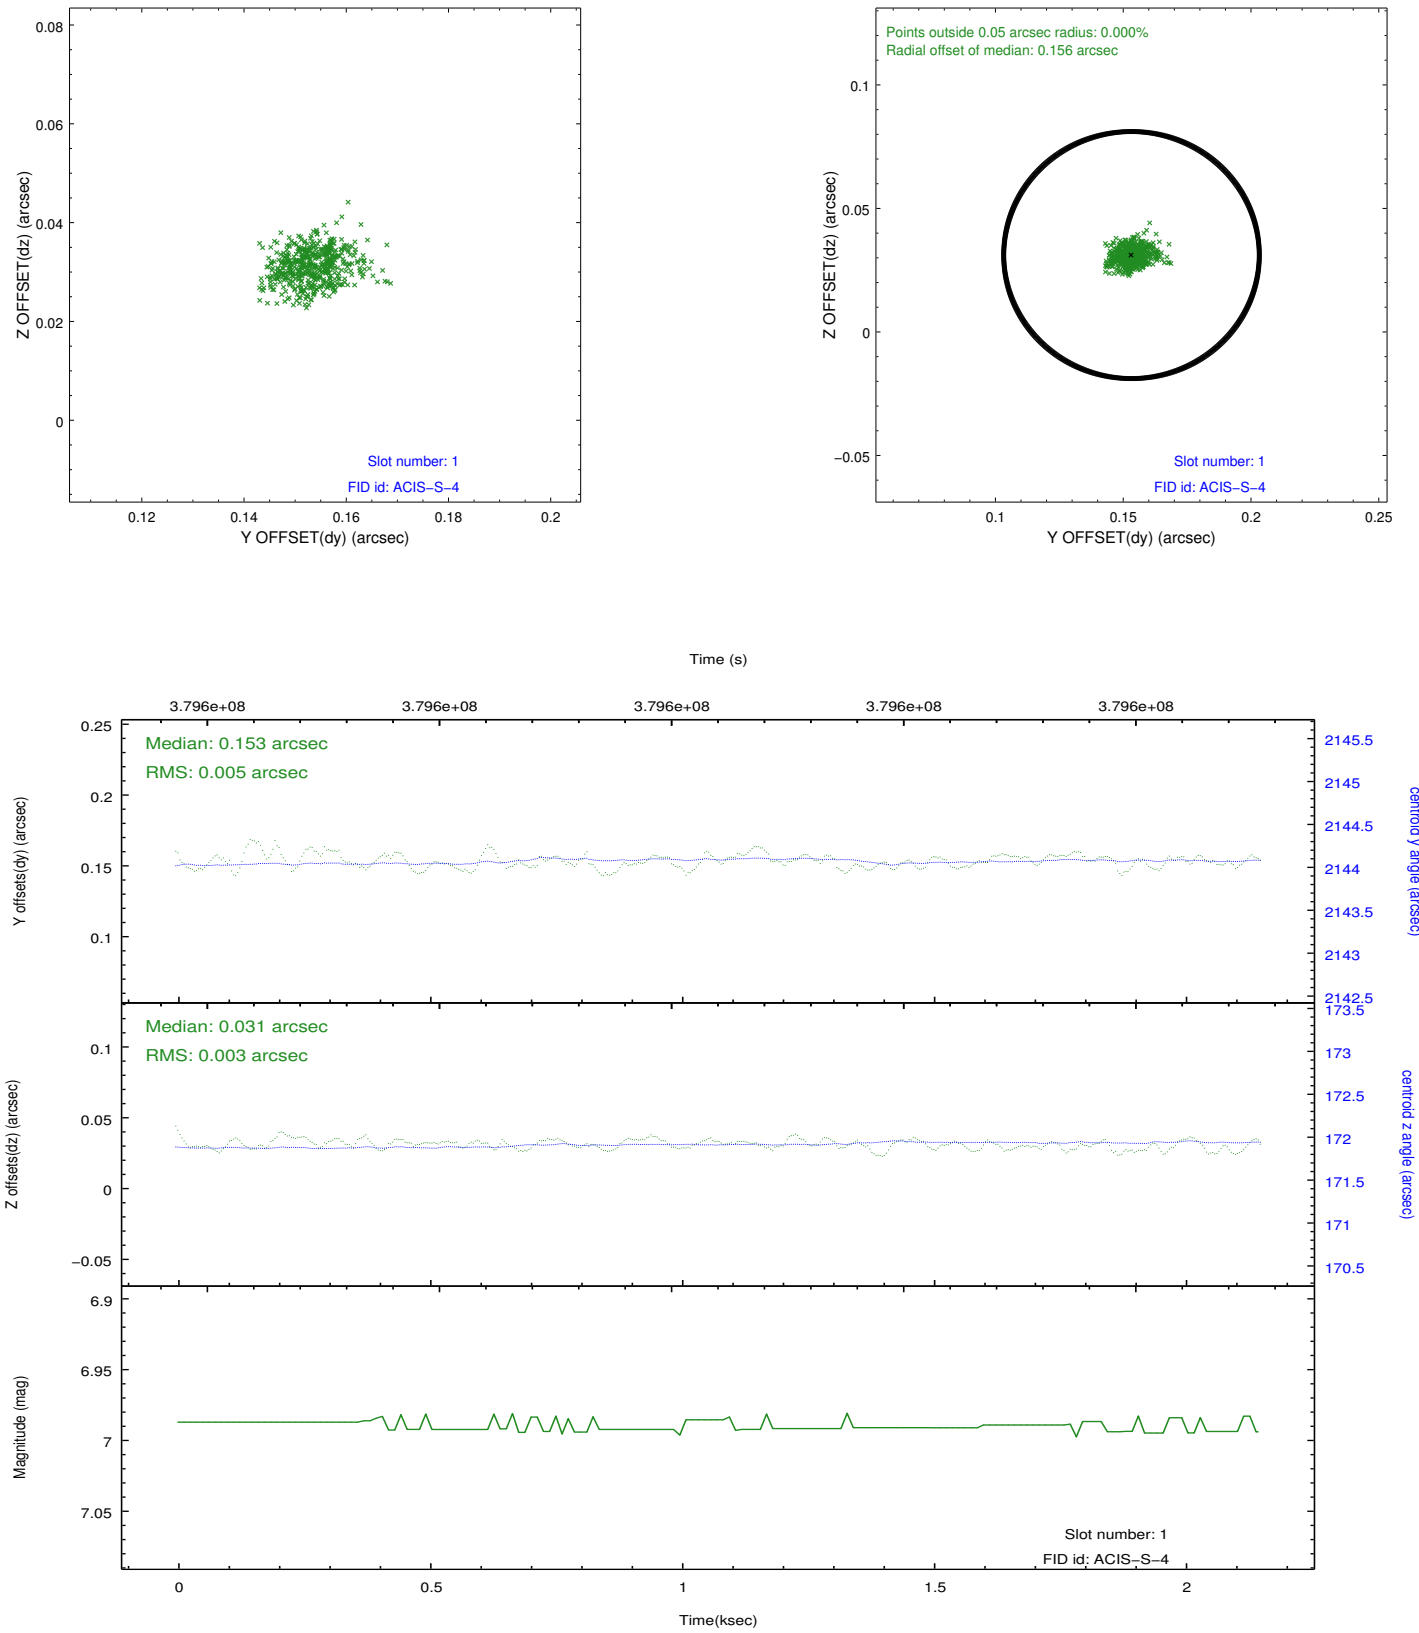 0.08
0.06
0.04
0.02
0
Z OFFSET(dz) (arcsec)
Slot number: 1
FID id: ACIS−S−4
0.12 0.14 0.16 0.18 0.2
Y OFFSET(dy) (arcsec)
Points outside 0.05 arcsec radius: 0.000%
Radial offset of median: 0.156 arcsec
0.1
0.05
0
−0.05
Z OFFSET(dz) (arcsec)
Slot number: 1
FID id: ACIS−S−4
0.1 0.15 0.2 0.25
Y OFFSET(dy) (arcsec)
Time (s)
3.796e+08 3.796e+08 3.796e+08 3.796e+08 3.796e+08
Median: 0.153 arcsec
RMS: 0.005 arcsec
0.25
0.2
0.15
0.1
Y offsets(dy) (arcsec)
2145.5
2145
2144.5
2144
2143.5
2143
2142.5
centroid y angle (arcsec)
Median: 0.031 arcsec
RMS: 0.003 arcsec
0.1
0.05
0
−0.05
Z offsets(dz) (arcsec)
173.5
173
172.5
172
171.5
171
170.5
centroid z angle (arcsec)
6.9
6.95
7
7.05
Magnitude (mag)
Slot number: 1
FID id: ACIS−S−4
0 0.5 1 1.5 2
Time(ksec)